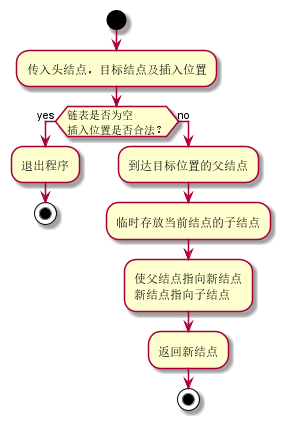 传入头结点，目标结点及插入位置
yes
链表是否为空
插入位置是否合法？
no
退出程序
到达目标位置的父结点
临时存放当前结点的子结点
使父结点指向新结点
新结点指向子结点
返回新结点